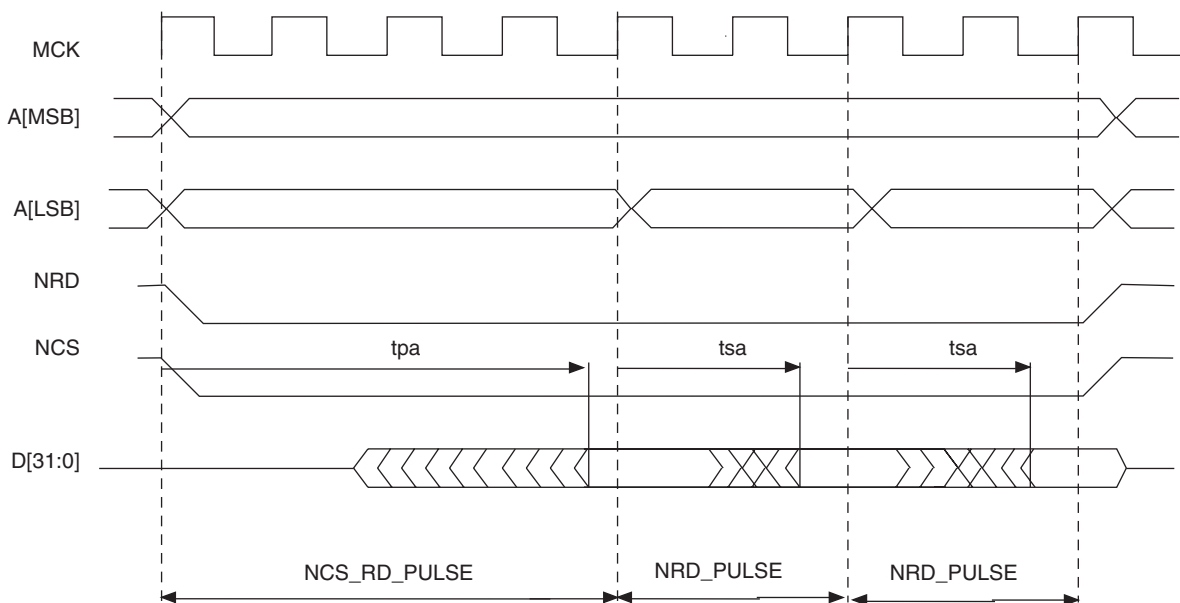 MCK
A[MSB]
A[LSB]
NRD
NCS
tpa
tsa
tsa
D[31:0]
NCS_RD_PULSE
NRD_PULSE
NRD_PULSE